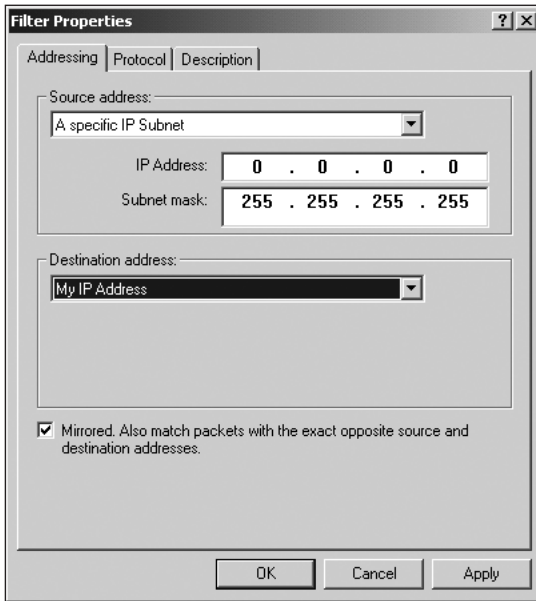 Filter Properties
Addressing Protocol Description
Source address:
A specific IP Subnet
IP Address: 0 . 0 . 0 . 0
Subnet mask: 255 . 255 . 255 . 255
Destination address:
My IP Address
Mirrored. Also match packets with the exact opposite source and
destination addresses.
OK Cancel Apply